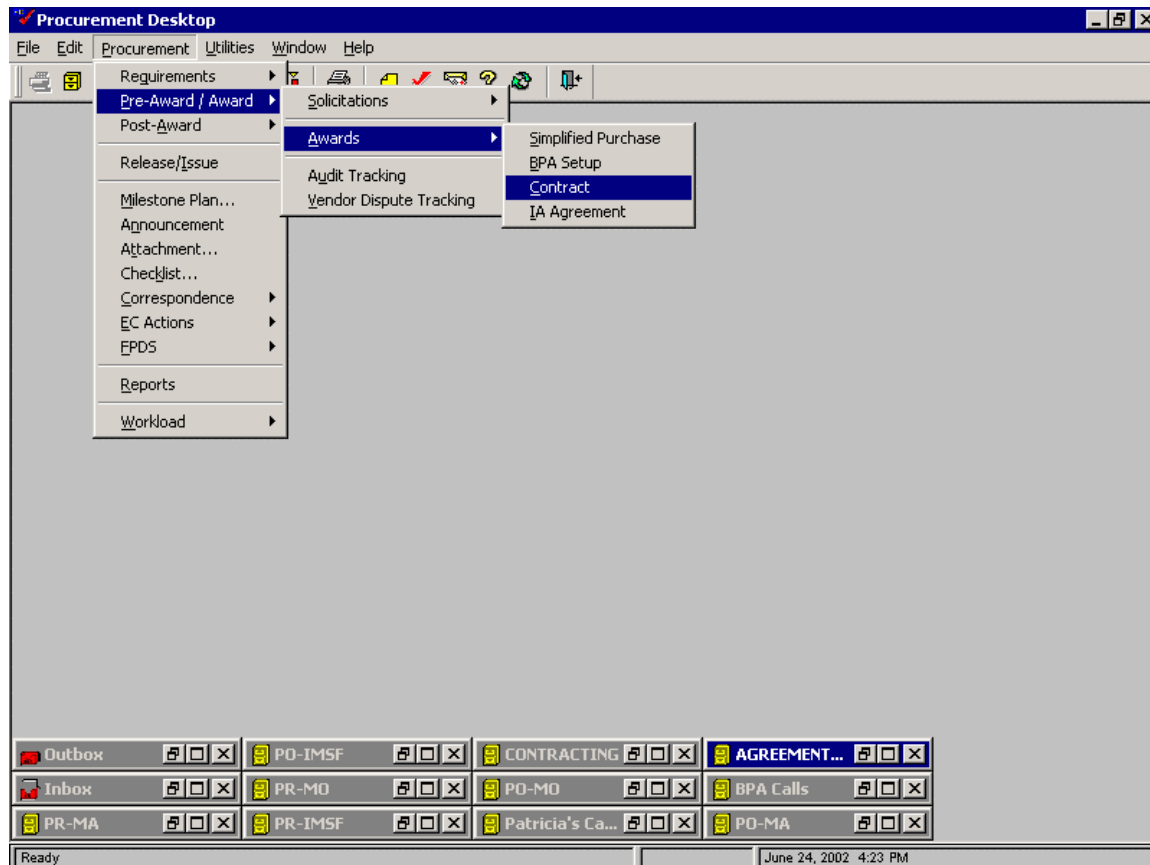 Procurement Desktop
File Edit Procurement Utilities Window Help
Requirements
Pre-Award / Award
Post-Award
Release/Issue
Milestone Plan...
Announcement
Attachment...
Checklist...
Correspondence
EC Actions
FPDS
Reports
Workload
Solicitations
Awards
Audit Tracking
Vendor Dispute Tracking
Simplified Purchase
BPA Setup
Contract
IA Agreement
Outbox PO-IMSF CONTRACTING AGREEMENT...
Inbox PR-MO PO-MO BPA Calls
PR-MA PR-IMSF Patricia's Ca... PO-MA
Ready June 24, 2002 4:23 PM